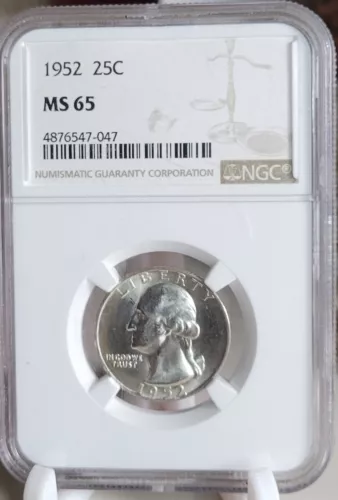 1952 25C
MS 65
4876547-047
NUMISMATIC GUARANTY CORPORATION
NGC®
LIBERTY
IN GOD WE
TRUST
1952